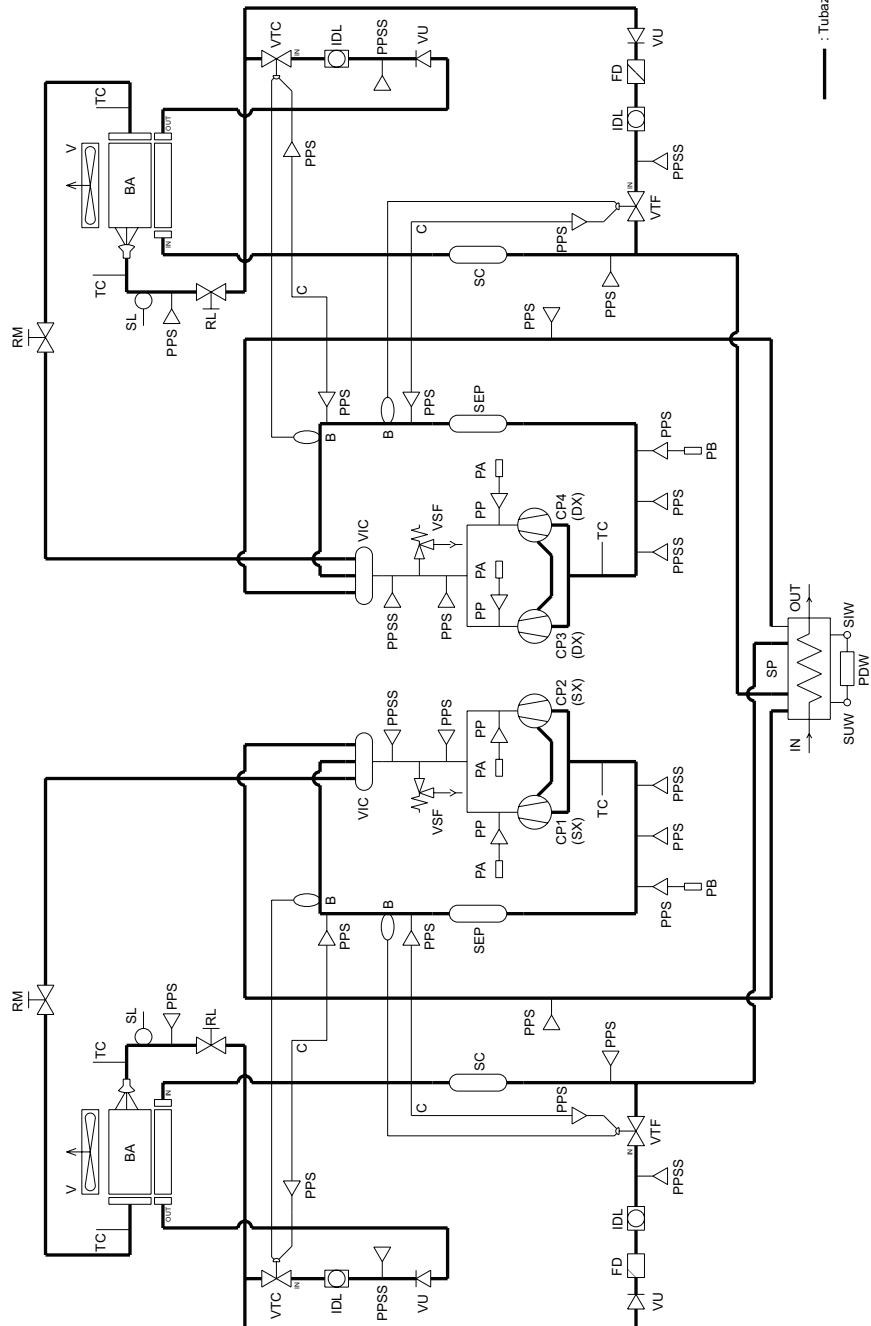 RM
V
TC
BA
TC
OUT
IN
SL
PPS
RL
VTC
IN
IDL
PPSS
VU
PPS
C
B
PPS
B
PPS
C
PPS
VTF
IN
PPSS
IDL
FD
VU
SC
PPS
PPS
SEP
VIC
PPSS
PPS
VSF
PP
PA
PP
PA
CP1
(SX)
CP2
(SX)
TC
PPSS
PPS
PPS
PB
RM
V
TC
BA
TC
IN
OUT
SL
PPS
RL
VTC
IN
IDL
PPSS
VU
PPS
C
PPS
B
B
PPS
C
PPS
VTF
IN
PPSS
IDL
FD
VU
SC
PPS
PPS
SEP
VIC
PPSS
PPS
VSF
PP
PA
PP
PA
CP3
(DX)
CP4
(DX)
TC
PPSS
PPS
PPS
PB
IN
SP
OUT
SUW
PDW
SIW
: Tubaz